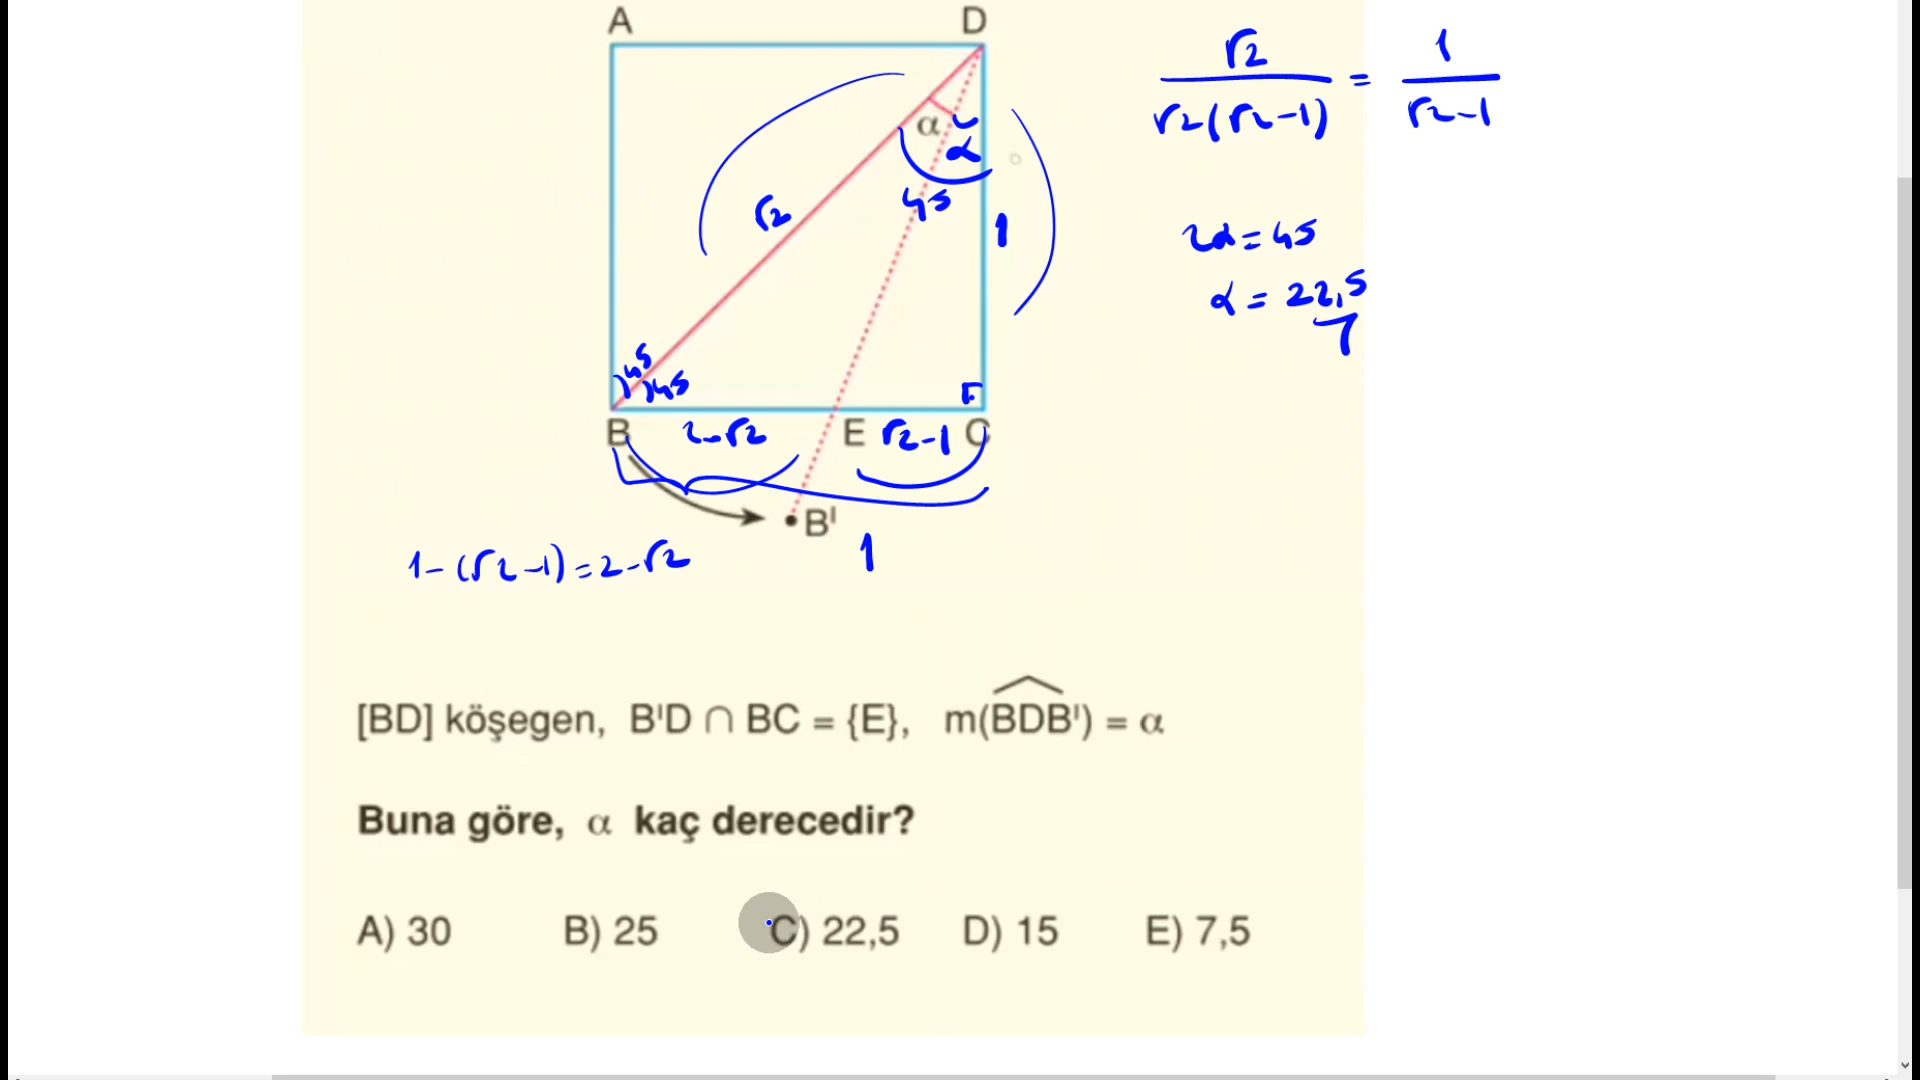 A D
√2 / √2(√2-1) = 1 / √2-1
α
α
45
√2
1
2α = 45
α = 22,5
45
45
B 2-√2 E √2-1 C
B'
1
1-(√2-1)=2-√2
[BD] köşegen, B'D ∩ BC = {E}, m(BDB') = α
Buna göre, α kaç derecedir?
A) 30 B) 25 C) 22,5 D) 15 E) 7,5